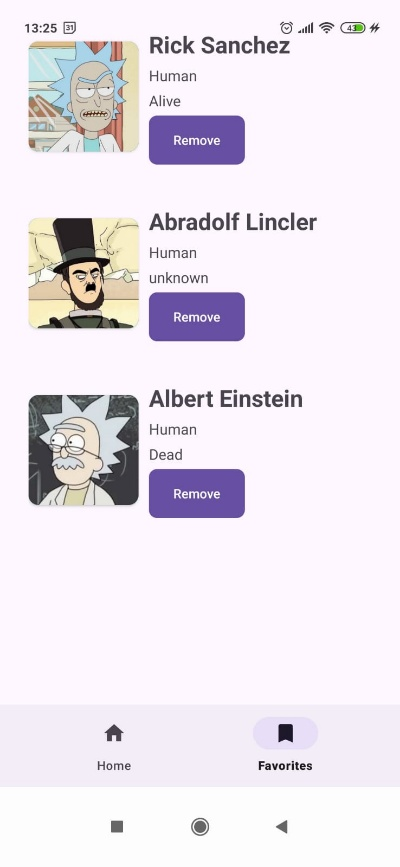 13:25 31 43
Rick Sanchez
Human
Alive
Remove
Abradolf Lincler
Human
unknown
Remove
Albert Einstein
Human
Dead
Remove
Home Favorites